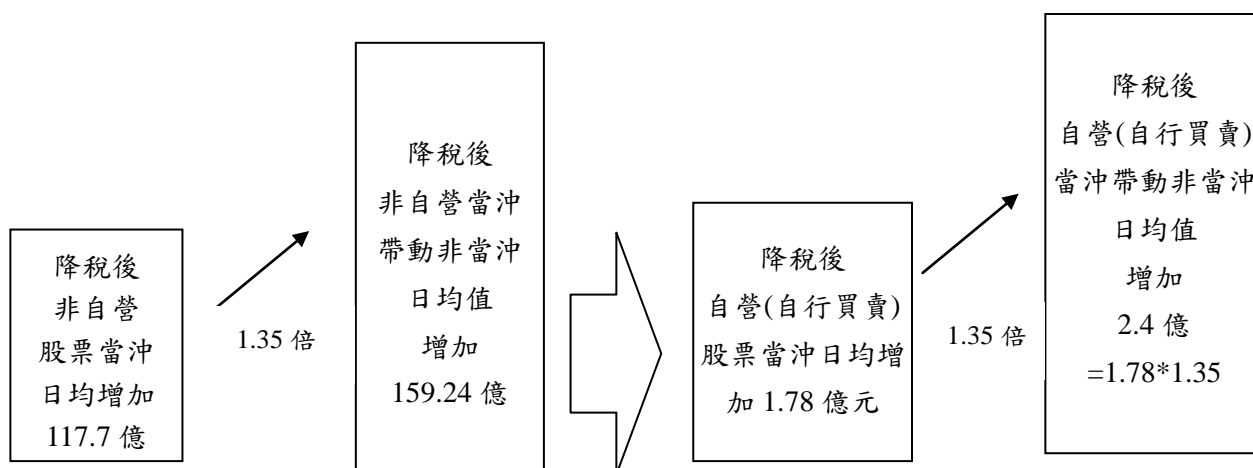 降稅後
非自營
股票當沖
日均增加
117.7 億
1.35 倍
降稅後
非自營當沖
帶動非當沖
日均值
增加
159.24 億
降稅後
自營(自行買賣)
股票當沖日均增
加 1.78 億元
1.35 倍
降稅後
自營(自行買賣)
當沖帶動非當沖
日均值
增加
2.4 億
=1.78*1.35